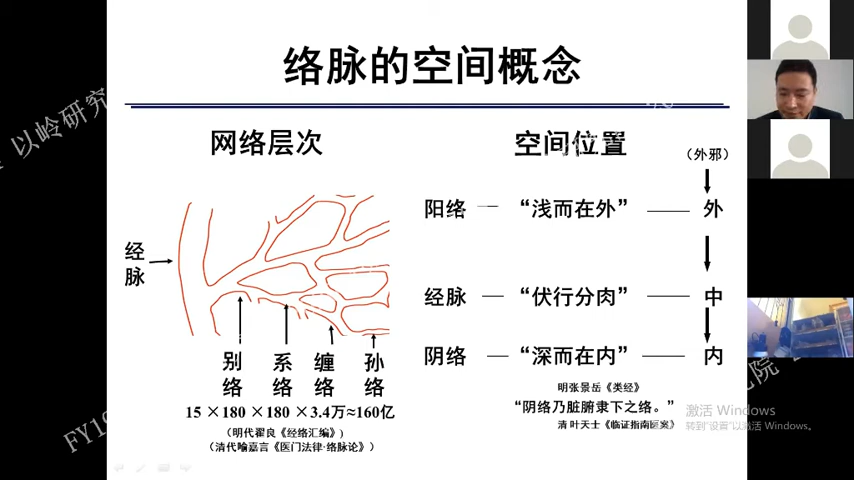 络脉的空间概念
网络层次
经脉
别络 系络 缠络 孙络
15×180×180×3.4万≈160亿
（明代翟良《经络汇编》）
（清代喻嘉言《医门法律·络脉论》）
空间位置
（外邪）
阳络 — “浅而在外” — 外
经脉 — “伏行分肉” — 中
阴络 — “深而在内” — 内
明张景岳《类经》
“阴络乃脏腑隶下之络。”
清 叶天士《临证指南医案》
激活 Windows
转到“设置”以激活 Windows。
以岭研究
究院